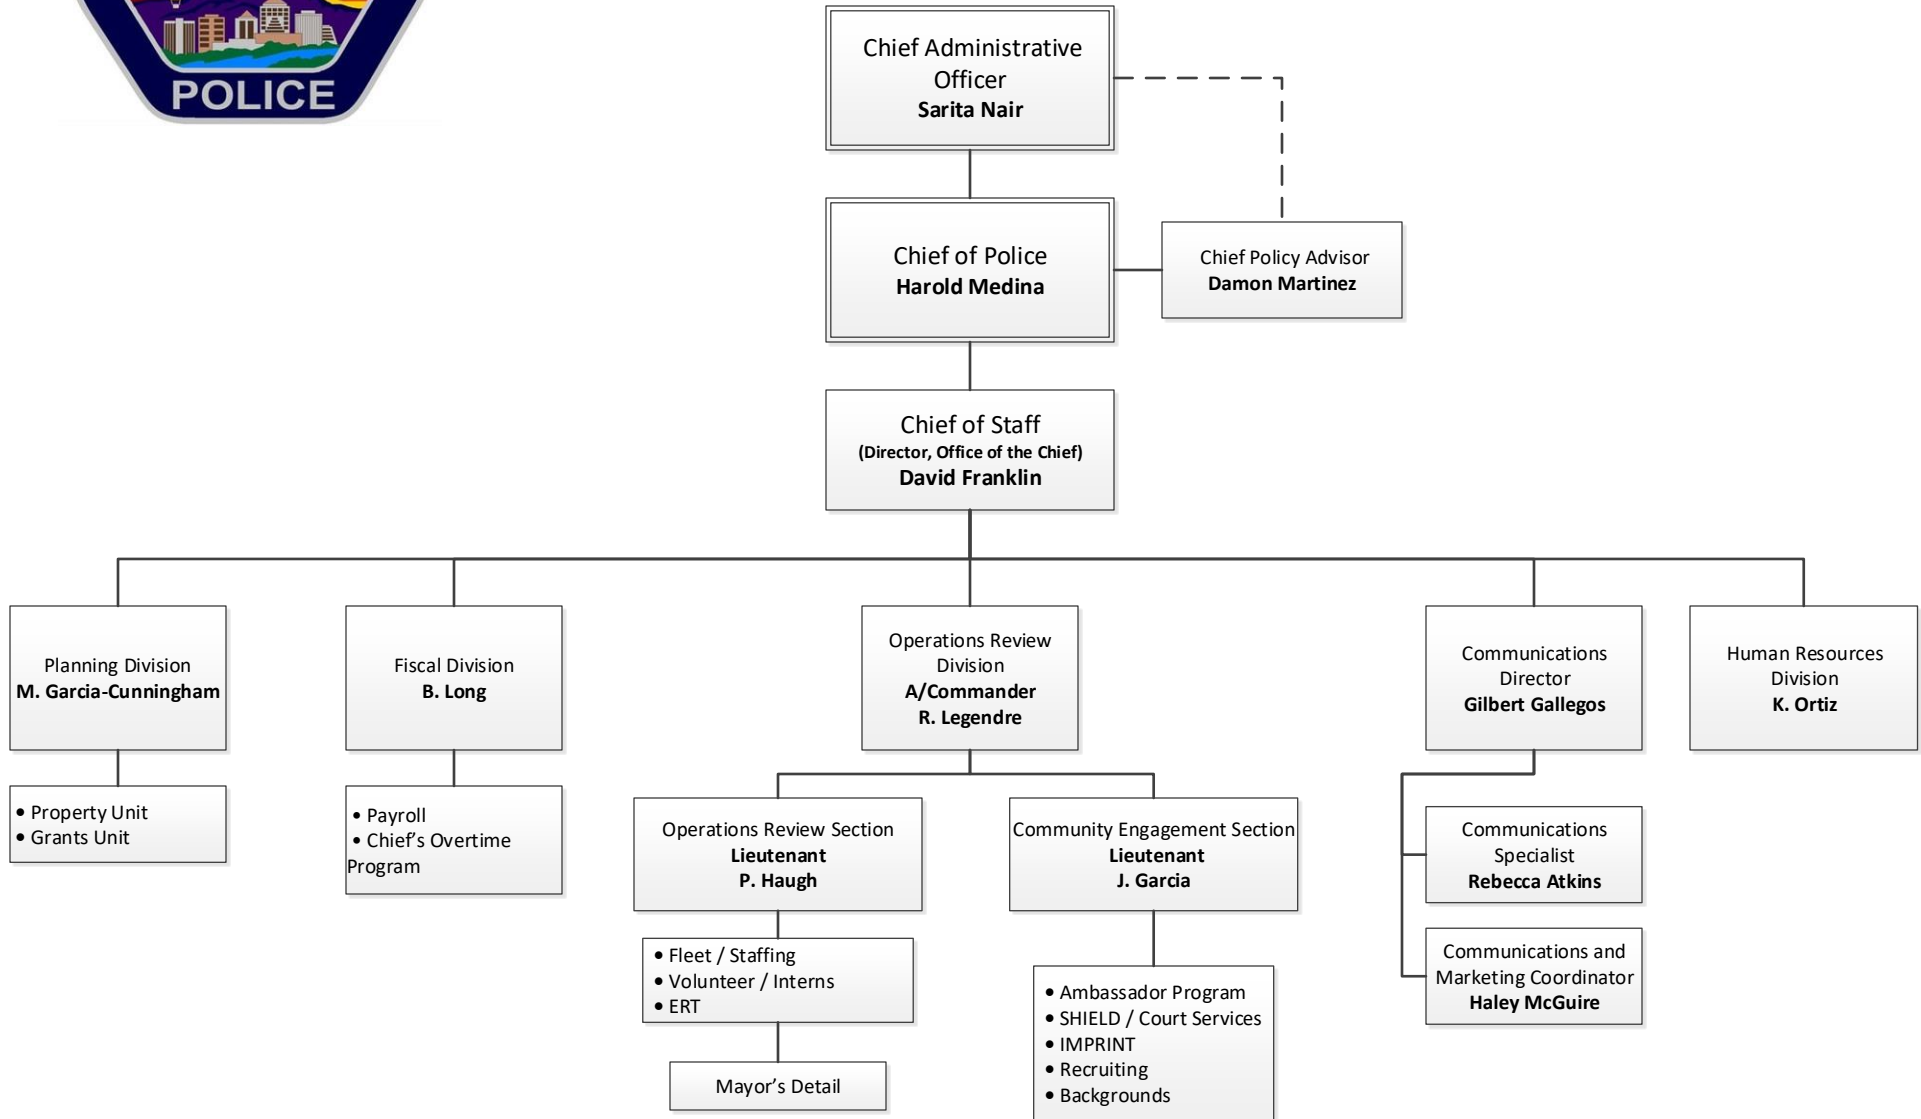 POLICE
Chief Administrative
Officer
Sarita Nair
Chief of Police
Harold Medina
Chief Policy Advisor
Damon Martinez
Chief of Staff
(Director, Office of the Chief)
David Franklin
Planning Division
M. Garcia-Cunningham
Fiscal Division
B. Long
Operations Review
Division
A/Commander
R. Legendre
Communications
Director
Gilbert Gallegos
Human Resources
Division
K. Ortiz
• Property Unit
• Grants Unit
• Payroll
• Chief’s Overtime
Program
Operations Review Section
Lieutenant
P. Haugh
Community Engagement Section
Lieutenant
J. Garcia
Communications
Specialist
Rebecca Atkins
Communications and
Marketing Coordinator
Haley McGuire
• Fleet / Staffing
• Volunteer / Interns
• ERT
• Ambassador Program
• SHIELD / Court Services
• IMPRINT
• Recruiting
• Backgrounds
Mayor’s Detail